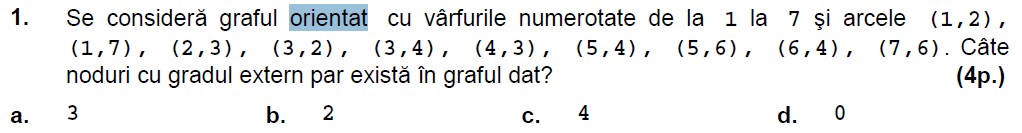 1. Se consideră graful orientat cu vârfurile numerotate de la 1 la 7 şi arcele (1,2),
(1,7), (2,3), (3,2), (3,4), (4,3), (5,4), (5,6), (6,4), (7,6). Câte
noduri cu gradul extern par există în graful dat? (4p.)
a. 3 b. 2 c. 4 d. 0